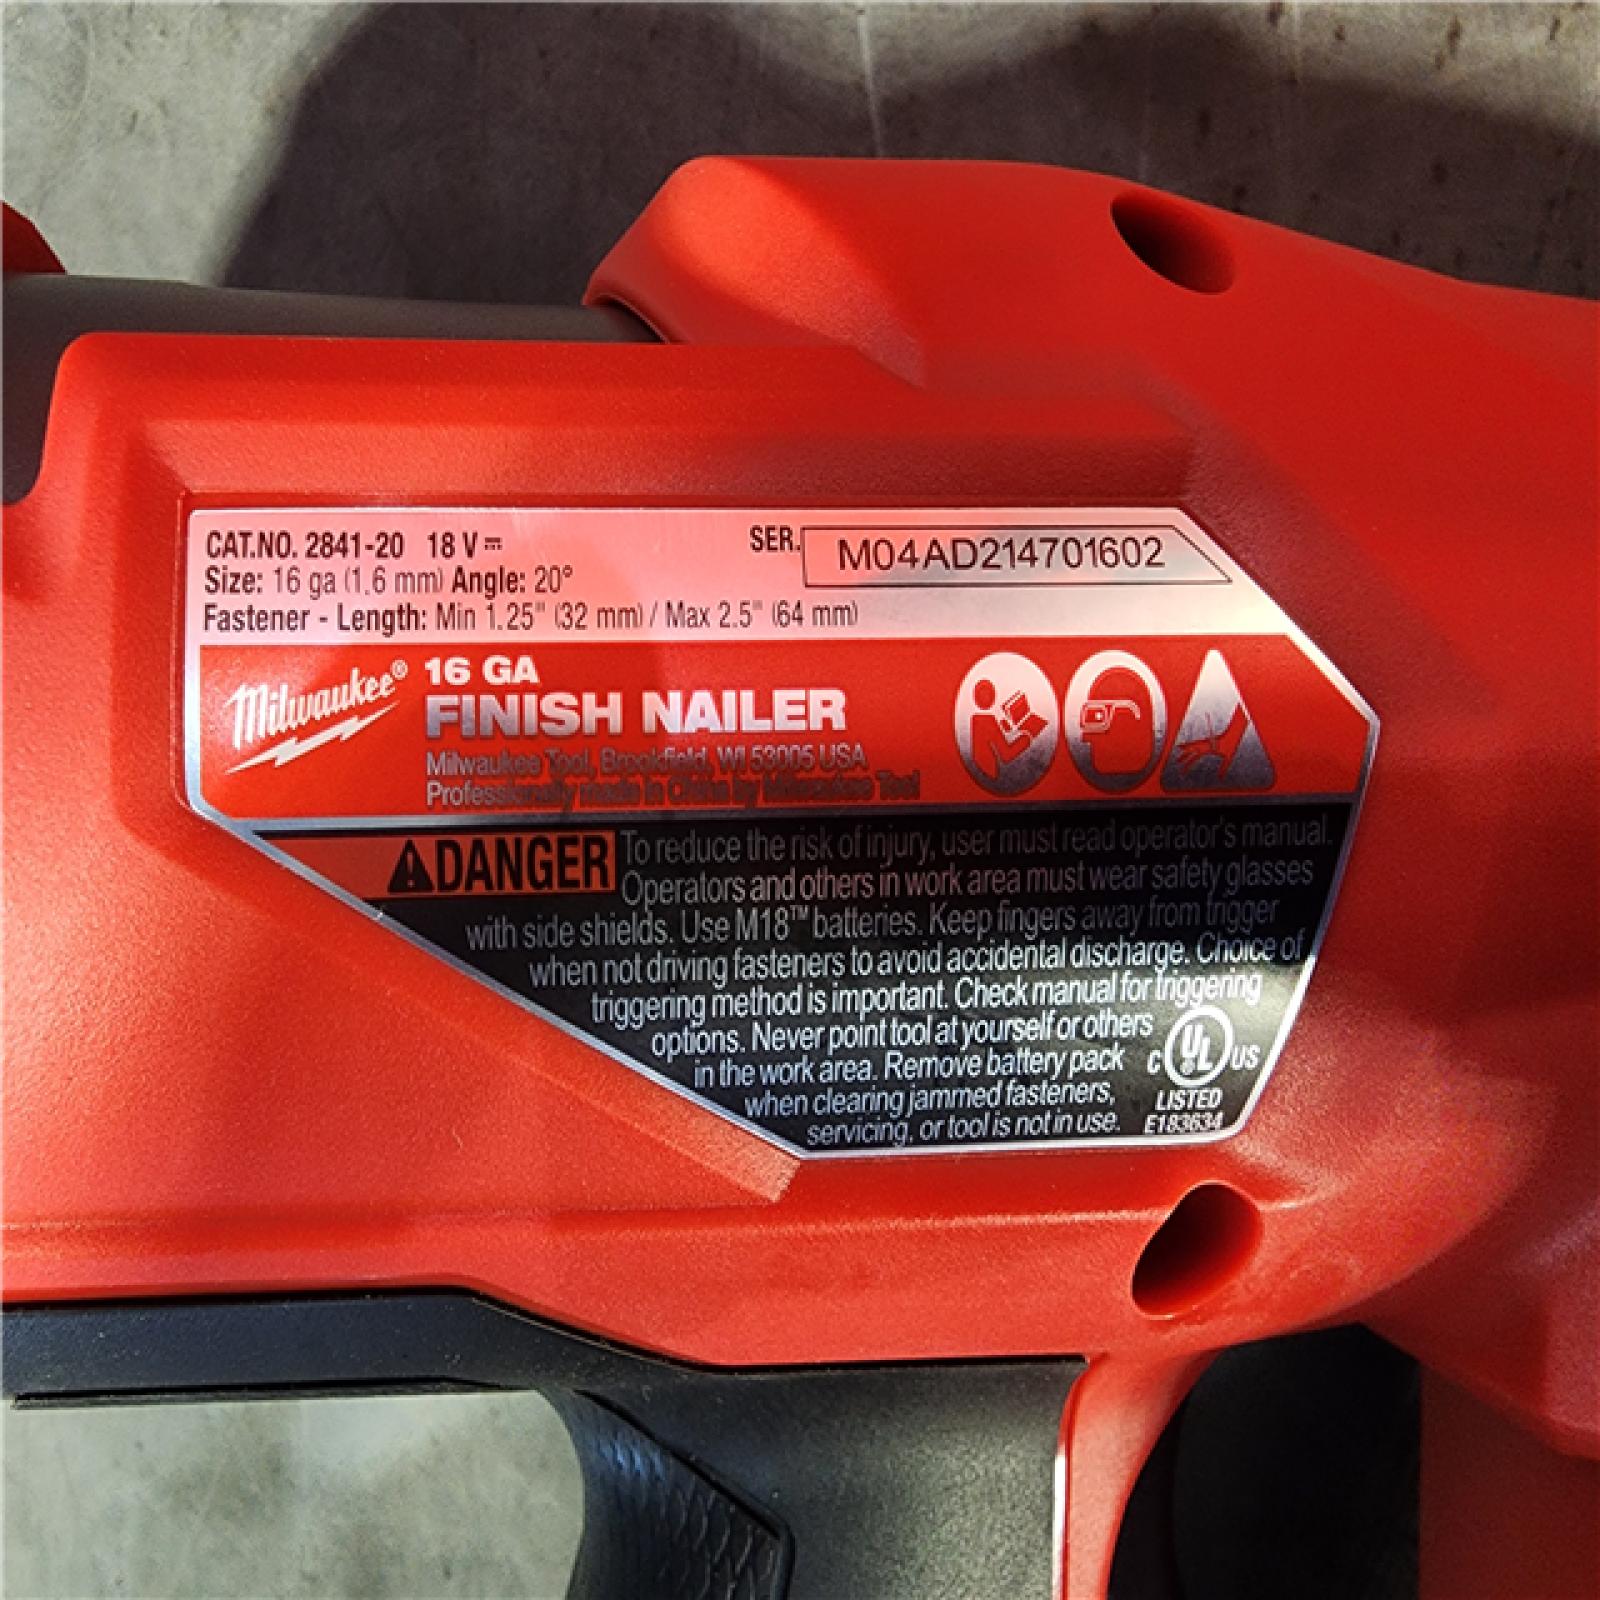 CAT.NO. 2841-20 18 V⎓
SER. M04AD214701602
Size: 16 ga (1.6 mm) Angle: 20°
Fastener - Length: Min 1.25" (32 mm) / Max 2.5" (64 mm)
Milwaukee®
16 GA
FINISH NAILER
Milwaukee Tool, Brookfield, WI 53005 USA
Professionally made in China by Milwaukee Tool
DANGER To reduce the risk of injury, user must read operator's manual.
Operators and others in work area must wear safety glasses
with side shields. Use M18™ batteries. Keep fingers away from trigger
when not driving fasteners to avoid accidental discharge. Choice of
triggering method is important. Check manual for triggering
options. Never point tool at yourself or others
in the work area. Remove battery pack
when clearing jammed fasteners,
servicing, or tool is not in use.
C UL US
LISTED
E183634